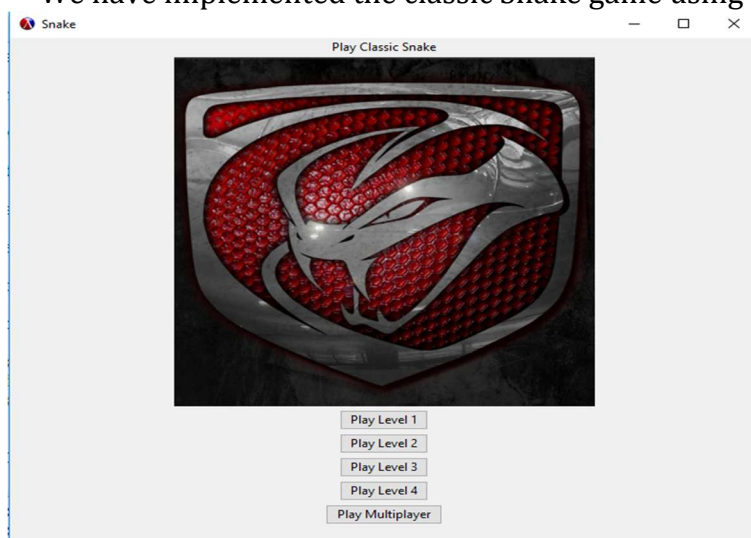 We have implemented the classic Snake game using
Snake
Play Classic Snake
Play Level 1
Play Level 2
Play Level 3
Play Level 4
Play Multiplayer